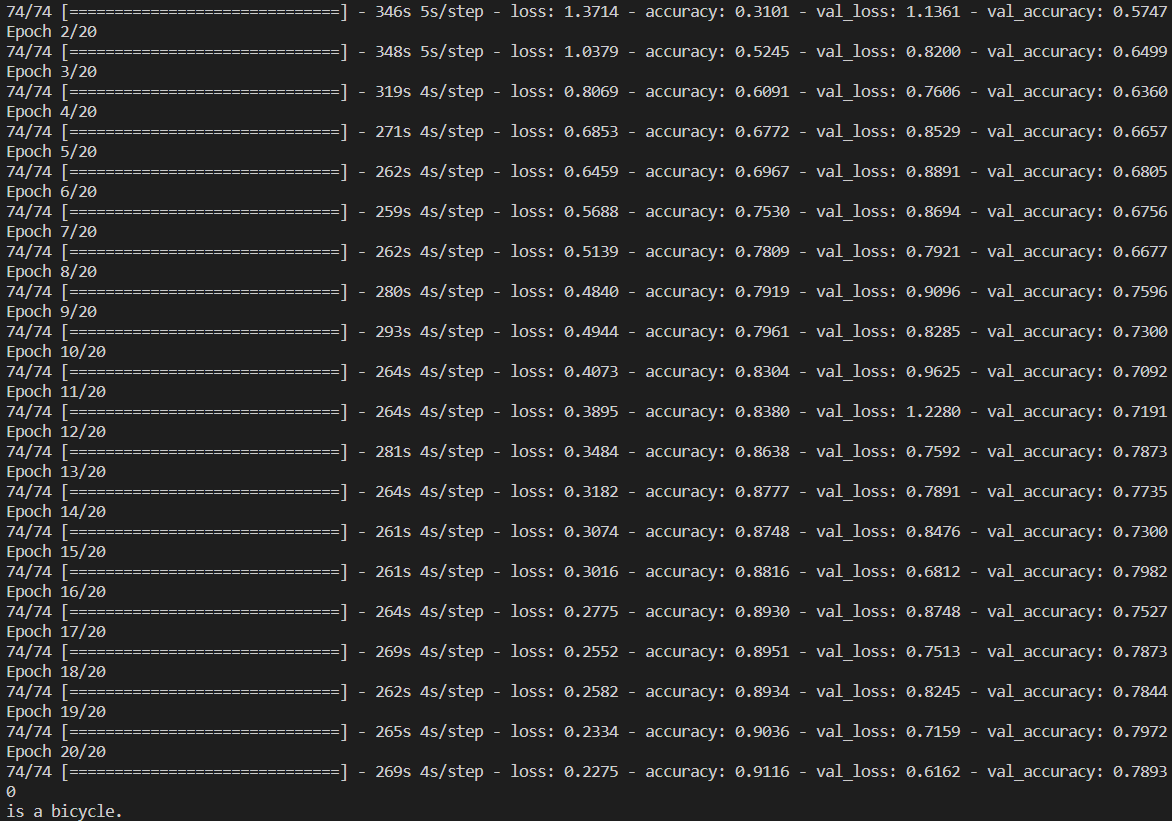 74/74 [==============================] - 346s 5s/step - loss: 1.3714 - accuracy: 0.3101 - val_loss: 1.1361 - val_accuracy: 0.5747
Epoch 2/20
74/74 [==============================] - 348s 5s/step - loss: 1.0379 - accuracy: 0.5245 - val_loss: 0.8200 - val_accuracy: 0.6499
Epoch 3/20
74/74 [==============================] - 319s 4s/step - loss: 0.8069 - accuracy: 0.6091 - val_loss: 0.7606 - val_accuracy: 0.6360
Epoch 4/20
74/74 [==============================] - 271s 4s/step - loss: 0.6853 - accuracy: 0.6772 - val_loss: 0.8529 - val_accuracy: 0.6657
Epoch 5/20
74/74 [==============================] - 262s 4s/step - loss: 0.6459 - accuracy: 0.6967 - val_loss: 0.8891 - val_accuracy: 0.6805
Epoch 6/20
74/74 [==============================] - 259s 4s/step - loss: 0.5688 - accuracy: 0.7530 - val_loss: 0.8694 - val_accuracy: 0.6756
Epoch 7/20
74/74 [==============================] - 262s 4s/step - loss: 0.5139 - accuracy: 0.7809 - val_loss: 0.7921 - val_accuracy: 0.6677
Epoch 8/20
74/74 [==============================] - 280s 4s/step - loss: 0.4840 - accuracy: 0.7919 - val_loss: 0.9096 - val_accuracy: 0.7596
Epoch 9/20
74/74 [==============================] - 293s 4s/step - loss: 0.4944 - accuracy: 0.7961 - val_loss: 0.8285 - val_accuracy: 0.7300
Epoch 10/20
74/74 [==============================] - 264s 4s/step - loss: 0.4073 - accuracy: 0.8304 - val_loss: 0.9625 - val_accuracy: 0.7092
Epoch 11/20
74/74 [==============================] - 264s 4s/step - loss: 0.3895 - accuracy: 0.8380 - val_loss: 1.2280 - val_accuracy: 0.7191
Epoch 12/20
74/74 [==============================] - 281s 4s/step - loss: 0.3484 - accuracy: 0.8638 - val_loss: 0.7592 - val_accuracy: 0.7873
Epoch 13/20
74/74 [==============================] - 264s 4s/step - loss: 0.3182 - accuracy: 0.8777 - val_loss: 0.7891 - val_accuracy: 0.7735
Epoch 14/20
74/74 [==============================] - 261s 4s/step - loss: 0.3074 - accuracy: 0.8748 - val_loss: 0.8476 - val_accuracy: 0.7300
Epoch 15/20
74/74 [==============================] - 261s 4s/step - loss: 0.3016 - accuracy: 0.8816 - val_loss: 0.6812 - val_accuracy: 0.7982
Epoch 16/20
74/74 [==============================] - 264s 4s/step - loss: 0.2775 - accuracy: 0.8930 - val_loss: 0.8748 - val_accuracy: 0.7527
Epoch 17/20
74/74 [==============================] - 269s 4s/step - loss: 0.2552 - accuracy: 0.8951 - val_loss: 0.7513 - val_accuracy: 0.7873
Epoch 18/20
74/74 [==============================] - 262s 4s/step - loss: 0.2582 - accuracy: 0.8934 - val_loss: 0.8245 - val_accuracy: 0.7844
Epoch 19/20
74/74 [==============================] - 265s 4s/step - loss: 0.2334 - accuracy: 0.9036 - val_loss: 0.7159 - val_accuracy: 0.7972
Epoch 20/20
74/74 [==============================] - 269s 4s/step - loss: 0.2275 - accuracy: 0.9116 - val_loss: 0.6162 - val_accuracy: 0.7893
0
is a bicycle.